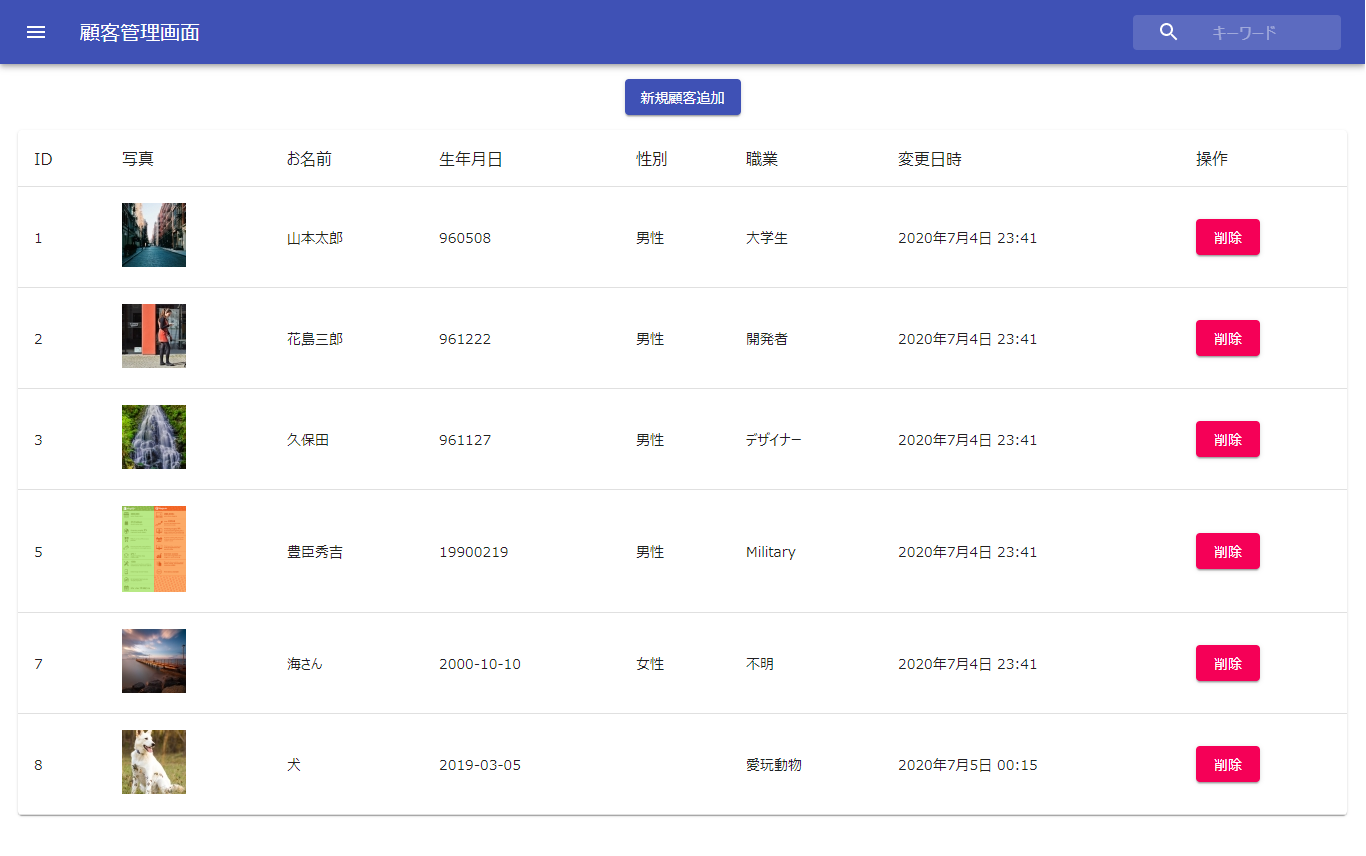 顧客管理画面 キーワード
新規顧客追加
ID 写真 お名前 生年月日 性別 職業 変更日時 操作
1 山本太郎 960508 男性 大学生 2020年7月4日 23:41 削除
2 花島三郎 961222 男性 開発者 2020年7月4日 23:41 削除
3 久保田 961127 男性 デザイナー 2020年7月4日 23:41 削除
5 豊臣秀吉 19900219 男性 Military 2020年7月4日 23:41 削除
7 海さん 2000-10-10 女性 不明 2020年7月4日 23:41 削除
8 犬 2019-03-05 愛玩動物 2020年7月5日 00:15 削除